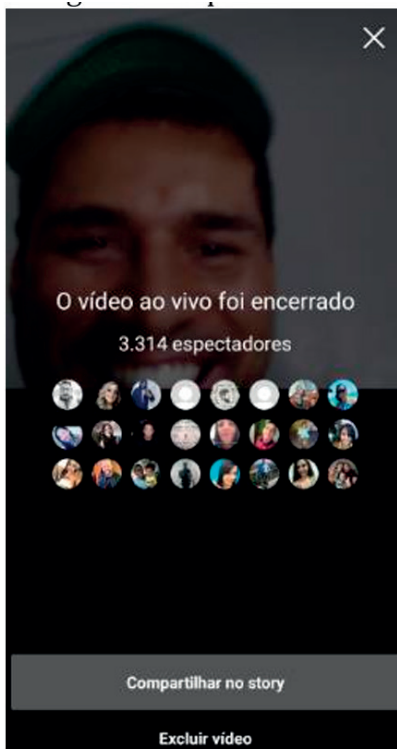 O vídeo ao vivo foi encerrado
3.314 espectadores
Compartilhar no story
Excluir vídeo